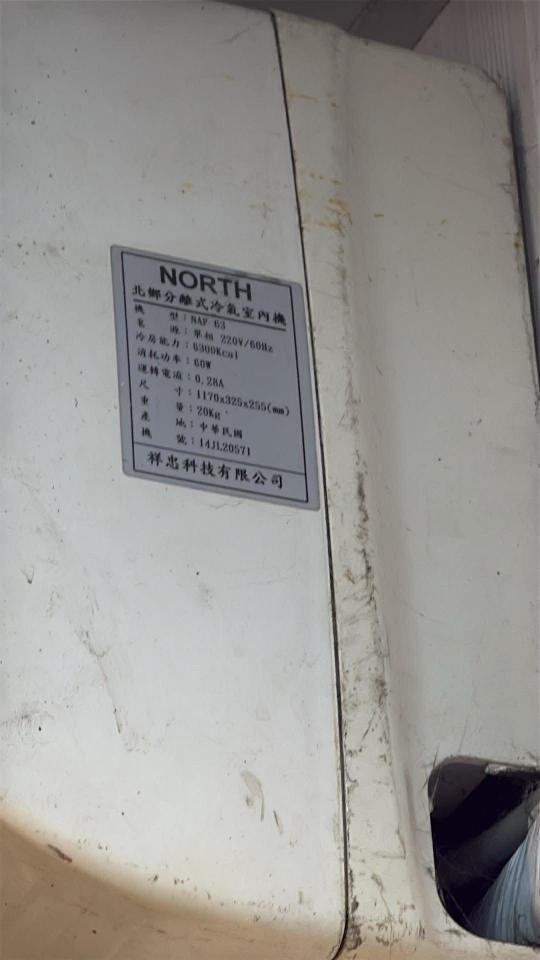 NORTH
北鄉分離式冷氣室內機
機 型：NAF 63
電 源：單相 220V/60Hz
冷房能力：6300Kcal
消耗功率：60W
運轉電流：0.28A
尺 寸：1170x325x255(mm)
重 量：20Kg
產 地：中華民國
機 號：14JL20571
祥忠科技有限公司